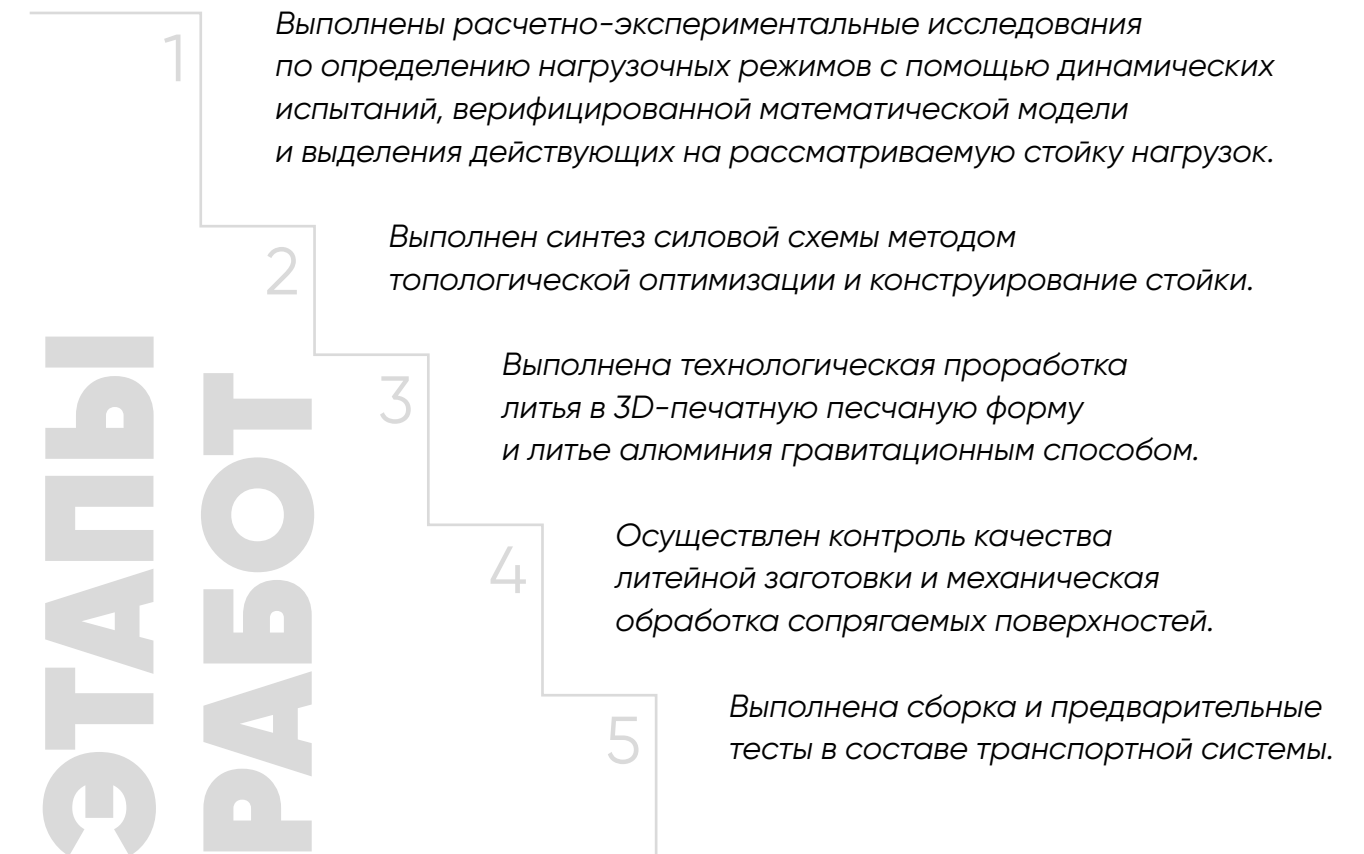 ЭТАПЫ
РАБОТ
1
Выполнены расчетно-экспериментальные исследования
по определению нагрузочных режимов с помощью динамических
испытаний, верифицированной математической модели
и выделения действующих на рассматриваемую стойку нагрузок.
2
Выполнен синтез силовой схемы методом
топологической оптимизации и конструирование стойки.
3
Выполнена технологическая проработка
литья в 3D-печатную песчаную форму
и литье алюминия гравитационным способом.
4
Осуществлен контроль качества
литейной заготовки и механическая
обработка сопрягаемых поверхностей.
5
Выполнена сборка и предварительные
тесты в составе транспортной системы.